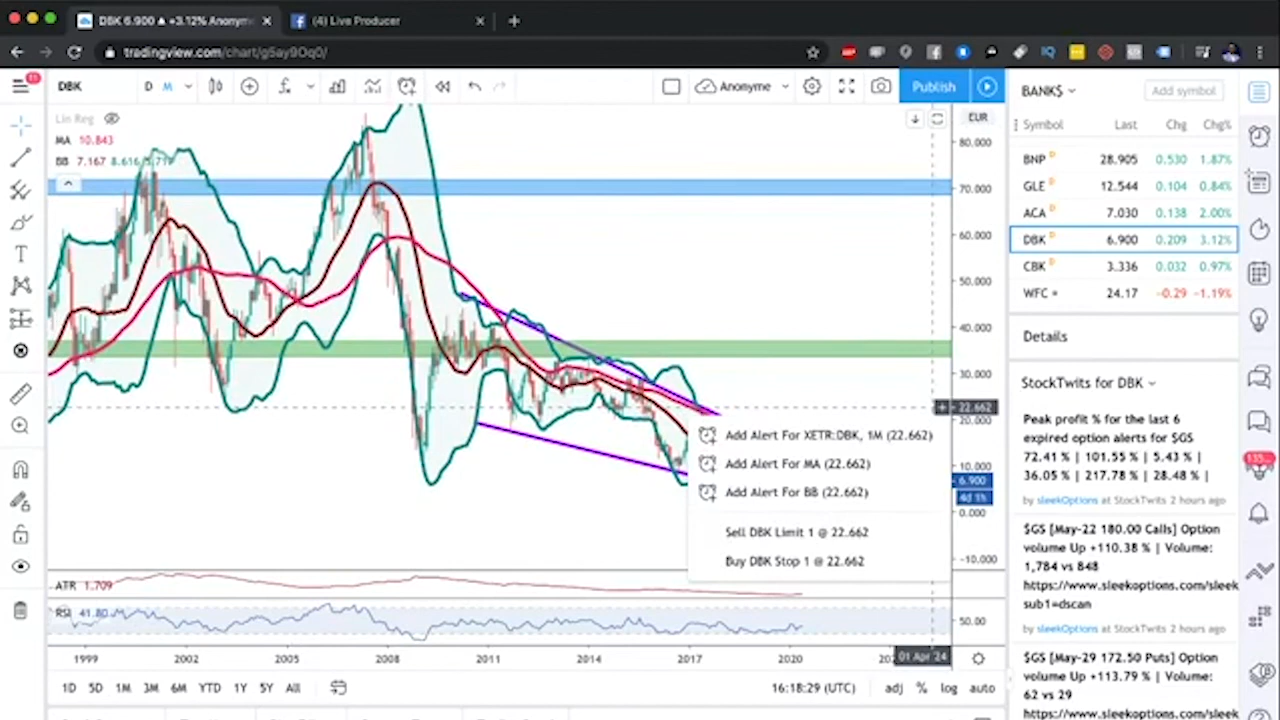 DBK 6.900 ▲ +3.12% Anonym
(4) Live Producer
tradingview.com/chart/g5ay9Oq0/
11
DBK
D
M
Anonyme
Publish
BANK$
Add symbol
Lin Reg
MA 10.843
BB 7.167 8.616
EUR
80.000
70.000
60.000
50.000
40.000
30.000
22.662
20.000
10.000
6.900
4d 1h
0.000
-10.000
Symbol Last Chg Chg%
BNP D 28.905 0.530 1.87%
GLE D 12.544 0.104 0.84%
ACA D 7.030 0.138 2.00%
DBK D 6.900 0.209 3.12%
CBK D 3.336 0.032 0.97%
WFC 24.17 -0.29 -1.19%
Details
StockTwits for DBK
Peak profit % for the last 6
expired option alerts for $GS
72.41 % | 101.55 % | 5.43 % |
36.05 % | 217.78 % | 28.48 % |
by sleekOptions at StockTwits 2 hours ago
$GS [May-22 180.00 Calls] Option
volume Up +110.38 % | Volume:
1,784 vs 848
https://www.sleekoptions.com/sleek
sub1=dscan
by sleekOptions at StockTwits 2 hours ago
$GS [May-29 172.50 Puts] Option
volume Up +113.79 % | Volume:
62 vs 29
https://www.sleekoptions.com/sleek
Add Alert For XETR:DBK, 1M (22.662)
Add Alert For MA (22.662)
Add Alert For BB (22.662)
Sell DBK Limit 1 @ 22.662
Buy DBK Stop 1 @ 22.662
ATR 1.709
RSI 41.80
50.00
1999 2002 2005 2008 2011 2014 2017 2020 01 Apr '24
1D 5D 1M 3M 6M YTD 1Y 5Y All
16:18:29 (UTC) adj % log auto